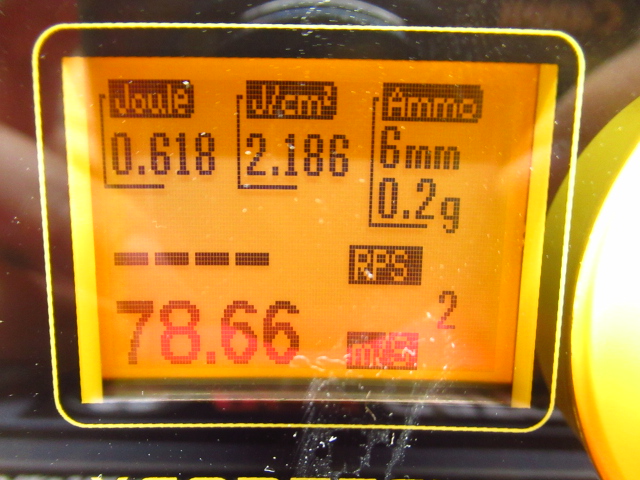 Joule J/cm² Ammo
0.618 2.186 6mm
0.2g
---- RPS
2
78.66 m/s